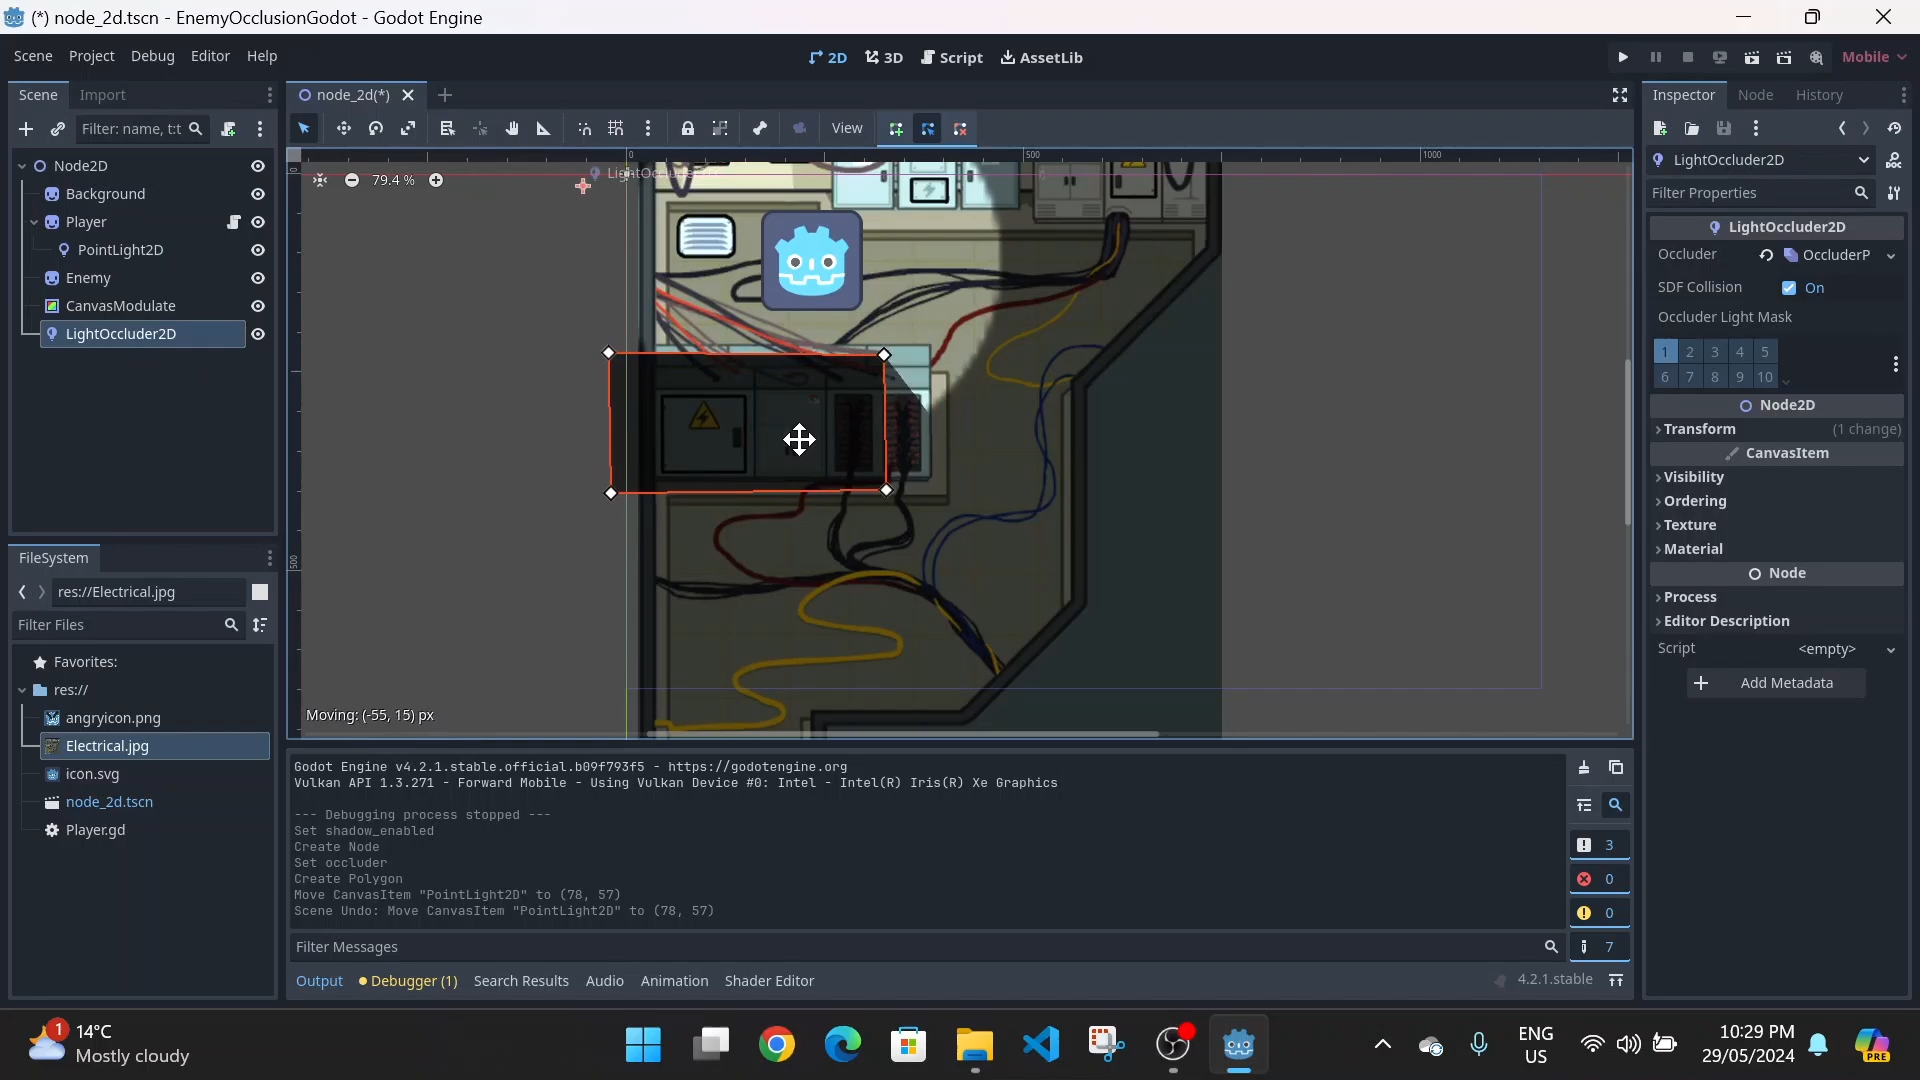 (*) node_2d.tscn - EnemyOcclusionGodot - Godot Engine
Scene Project Debug Editor Help
2D 3D Script AssetLib
Mobile
Scene Import
node_2d(*)
Inspector Node History
Filter: name, t:t
View
Node2D
Background
Player
PointLight2D
Enemy
CanvasModulate
LightOccluder2D
79.4 %
0
500
1000
0
500
Moving: (-55, 15) px
LightOccluder2D
Filter Properties
LightOccluder2D
Occluder OccluderP
SDF Collision On
Occluder Light Mask
1 2 3 4 5
6 7 8 9 10
Node2D
Transform (1 change)
CanvasItem
Visibility
Ordering
Texture
Material
Node
Process
Editor Description
Script <empty>
Add Metadata
FileSystem
res://Electrical.jpg
Filter Files
Favorites:
res://
angryicon.png
Electrical.jpg
icon.svg
node_2d.tscn
Player.gd
Godot Engine v4.2.1.stable.official.b09f793f5 - https://godotengine.org
Vulkan API 1.3.271 - Forward Mobile - Using Vulkan Device #0: Intel - Intel(R) Iris(R) Xe Graphics
--- Debugging process stopped ---
Set shadow_enabled
Create Node
Set occluder
Create Polygon
Move CanvasItem "PointLight2D" to (78, 57)
Scene Undo: Move CanvasItem "PointLight2D" to (78, 57)
3
0
0
7
Filter Messages
Output Debugger (1) Search Results Audio Animation Shader Editor
4.2.1.stable
1
14°C
Mostly cloudy
ENG
US
10:29 PM
29/05/2024
PRE